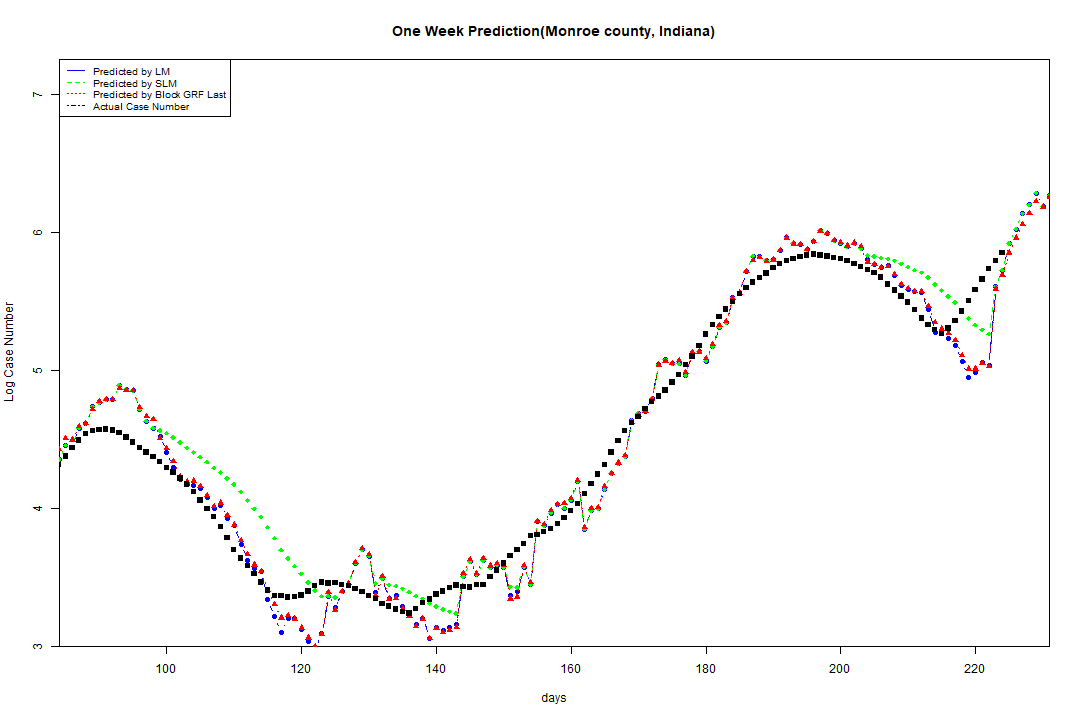 One Week Prediction(Monroe county, Indiana)
Predicted by LM
Predicted by SLM
Predicted by Block GRF Last
Actual Case Number
7
6
5
4
3
Log Case Number
100 120 140 160 180 200 220
days